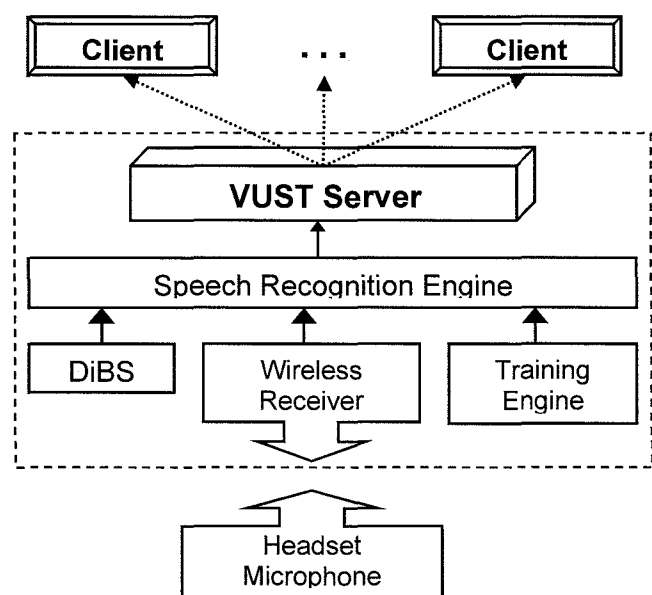 Client
...
Client
VUST Server
Speech Recognition Engine
DiBS
Wireless
Receiver
Training
Engine
Headset
Microphone